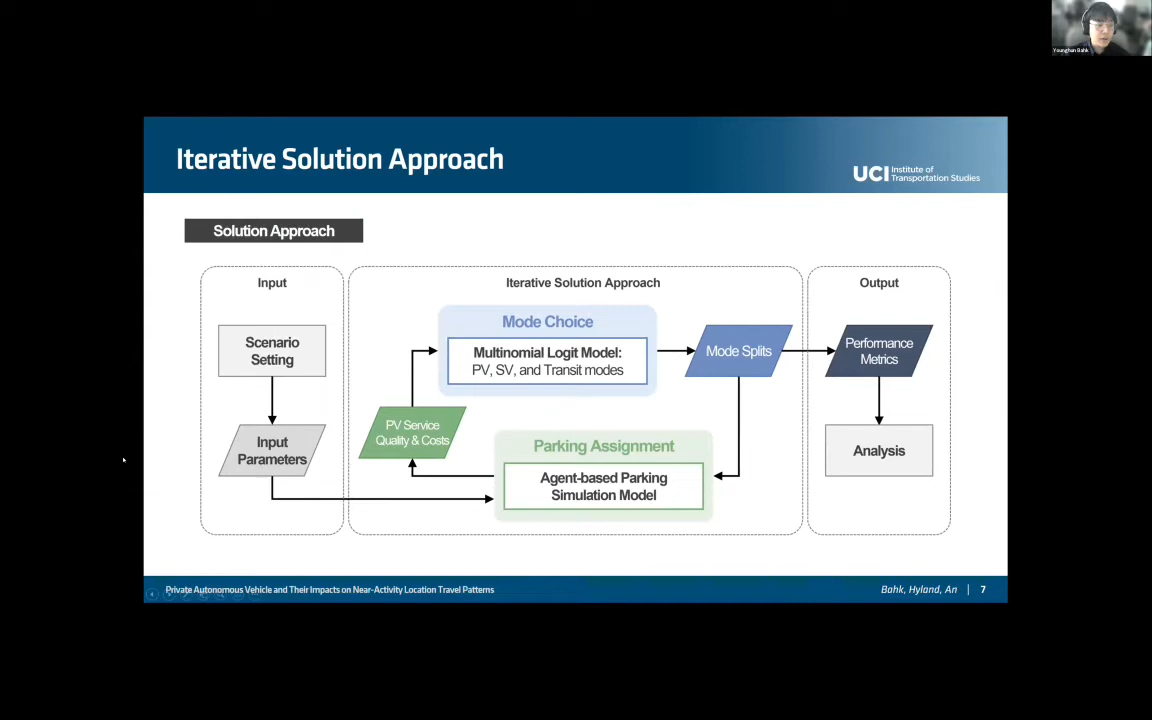 Younghun Bahk
Iterative Solution Approach
UCI Institute of
Transportation Studies
Solution Approach
Input
Iterative Solution Approach
Output
Scenario
Setting
Input
Parameters
Mode Choice
Multinomial Logit Model:
PV, SV, and Transit modes
Mode Splits
PV Service
Quality & Costs
Parking Assignment
Agent-based Parking
Simulation Model
Performance
Metrics
Analysis
Private Autonomous Vehicle and Their Impacts on Near-Activity Location Travel Patterns
Bahk, Hyland, An | 7